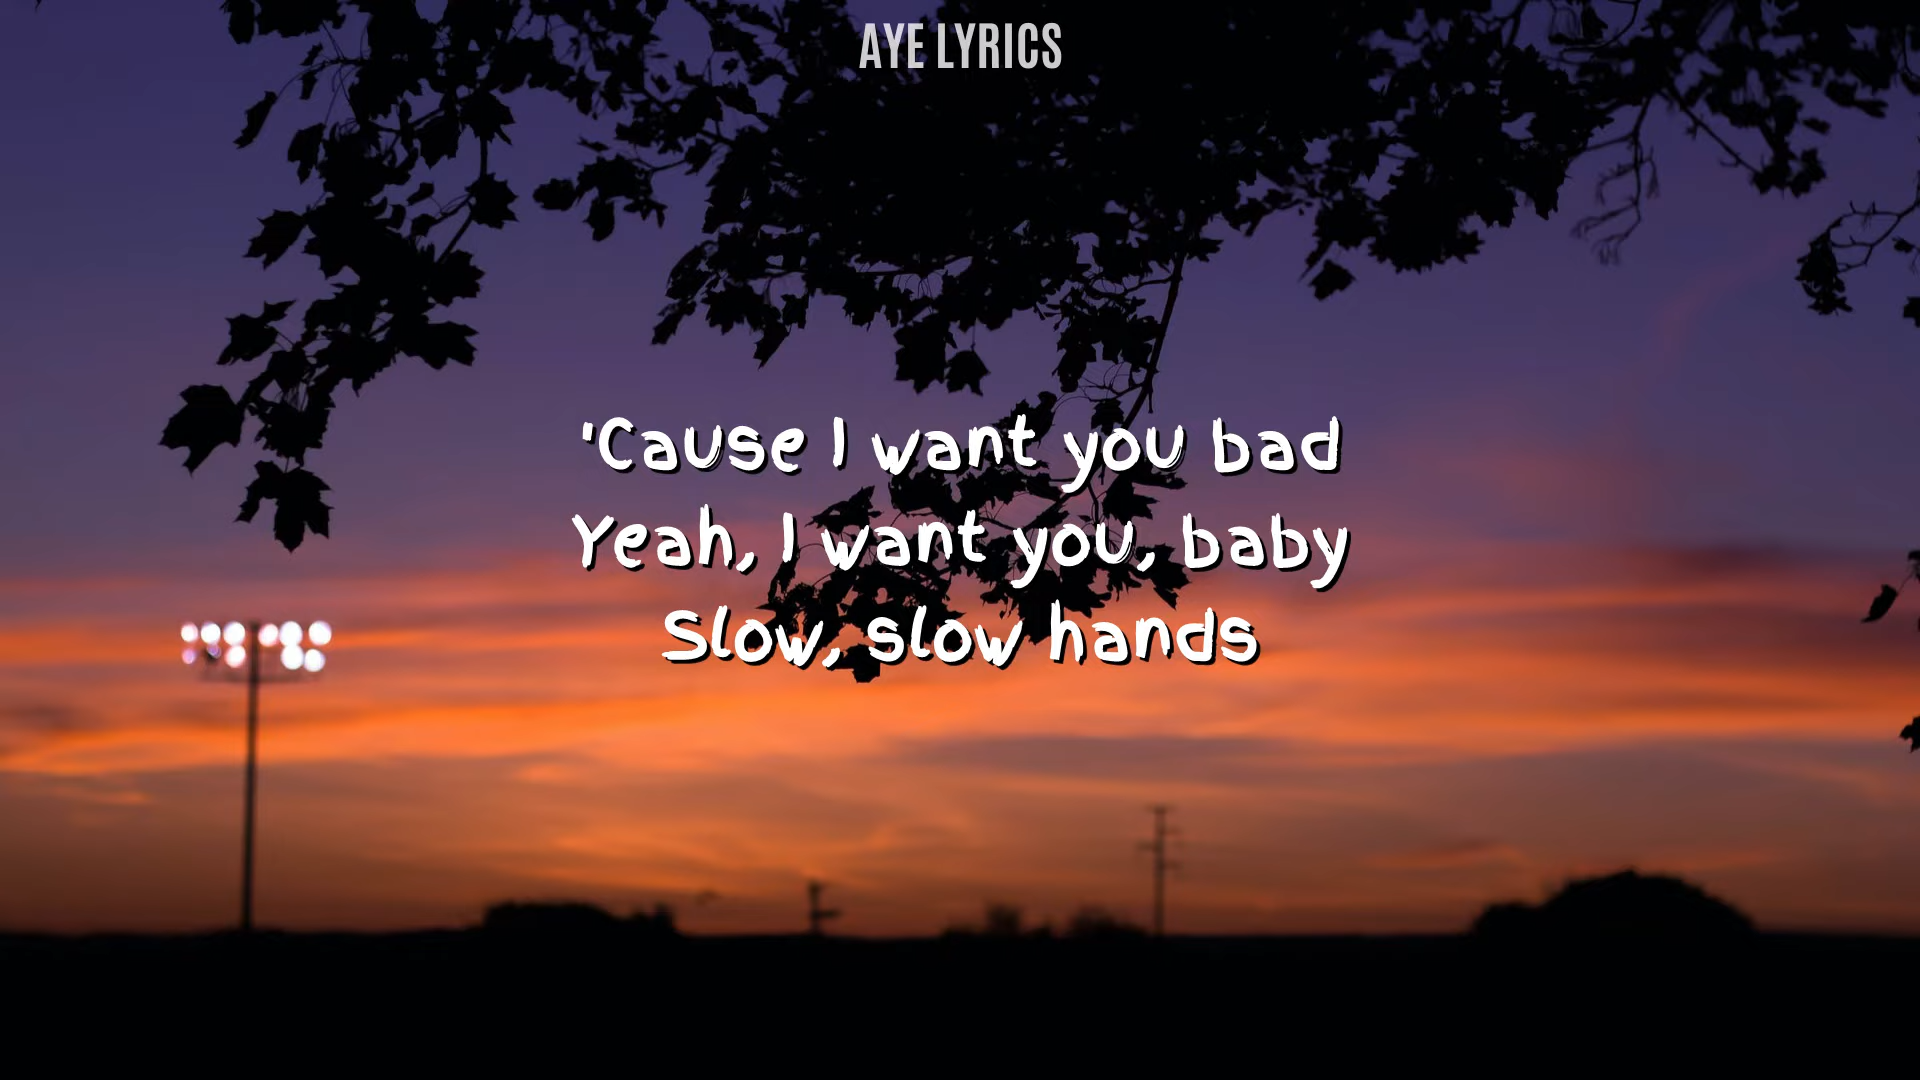 AYE LYRICS
'Cause I want you bad
Yeah, I want you, baby
Slow, slow hands